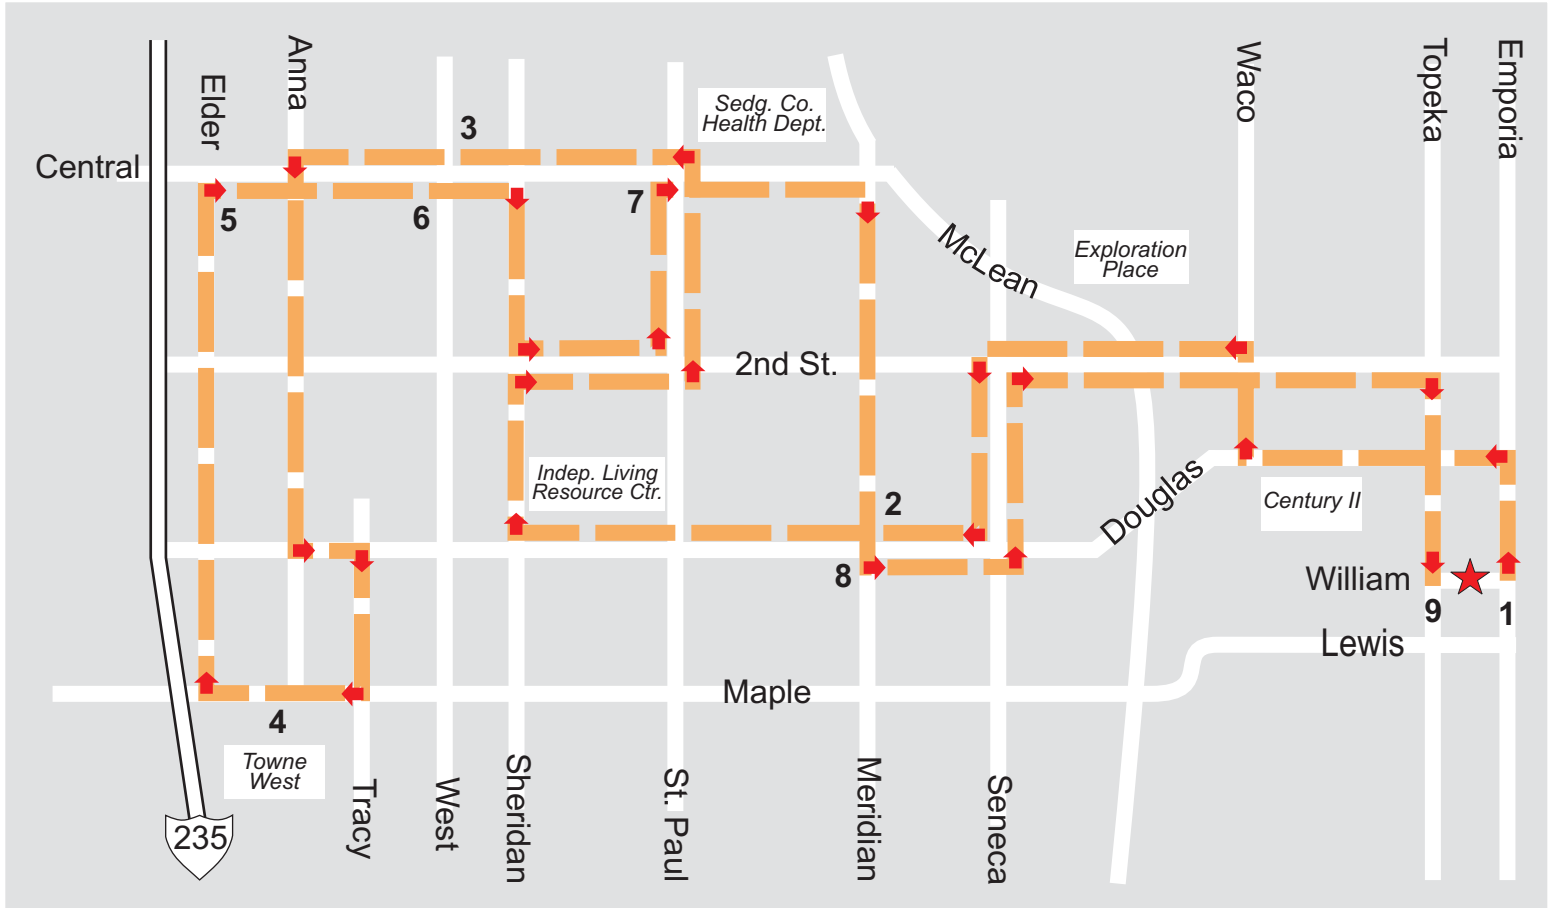 Elder
Anna
Waco
Topeka
Emporia
3
Sedg. Co.
Health Dept.
Central
5
6
7
McLean
Exploration
Place
2nd St.
Indep. Living
Resource Ctr.
2
Douglas
Century II
8
William
9
1
Lewis
Maple
4
Towne
West
Tracy
West
Sheridan
St. Paul
Meridian
Seneca
235